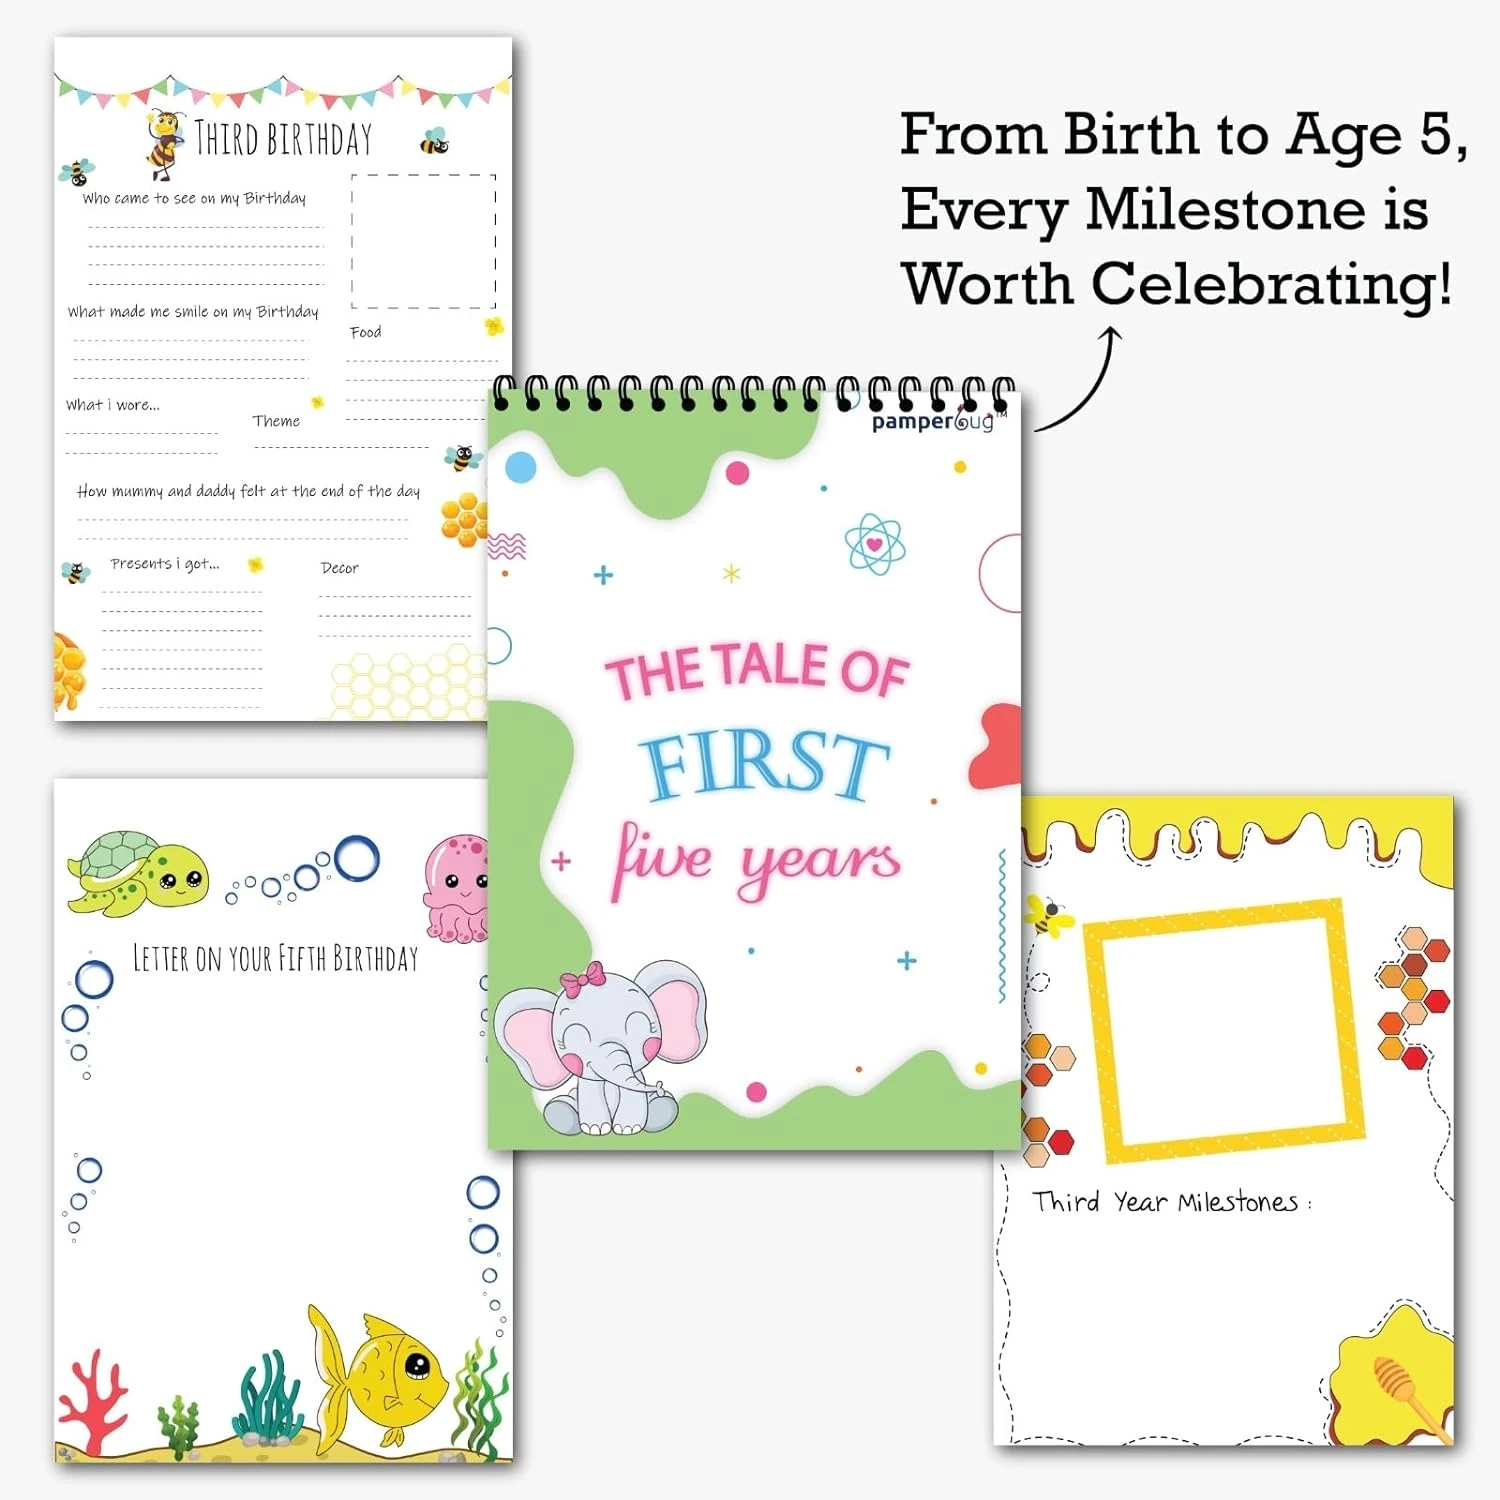 From Birth to Age 5,
Every Milestone is
Worth Celebrating!
THIRD BIRTHDAY
Who came to see on my Birthday
What made me smile on my Birthday
Food
What i wore...
Theme
How mummy and daddy felt at the end of the day
Presents i got...
Decor
pamperbug™
THE TALE OF
FIRST
five years
LETTER ON YOUR FIFTH BIRTHDAY
Third Year Milestones :